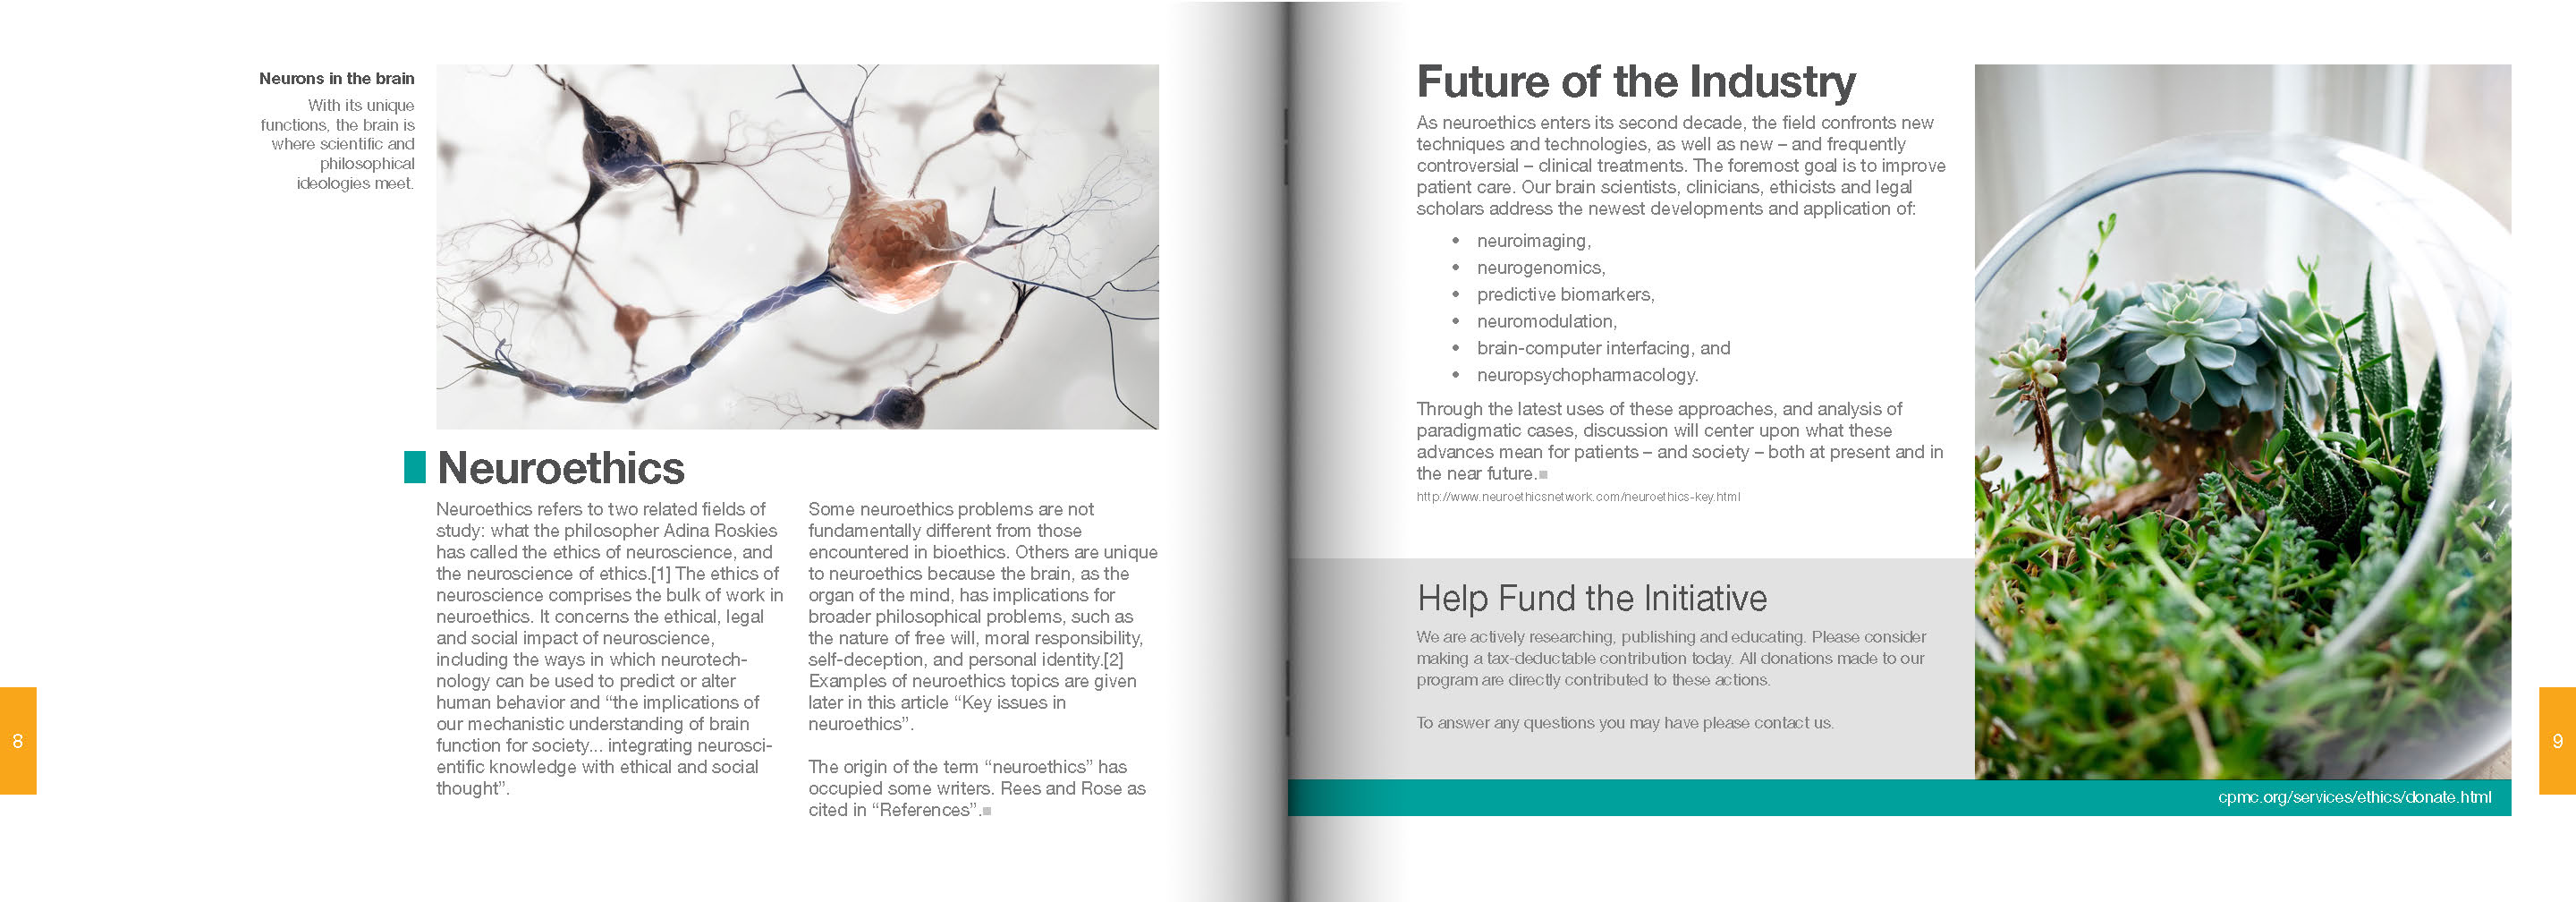 Neurons in the brain
With its unique
functions, the brain is
where scientific and
philosophical
ideologies meet.
Neuroethics
Neuroethics refers to two related fields of
study: what the philosopher Adina Roskies
has called the ethics of neuroscience, and
the neuroscience of ethics.[1] The ethics of
neuroscience comprises the bulk of work in
neuroethics. It concerns the ethical, legal
and social impact of neuroscience,
including the ways in which neurotech-
nology can be used to predict or alter
human behavior and “the implications of
our mechanistic understanding of brain
function for society... integrating neurosci-
entific knowledge with ethical and social
thought”.
Some neuroethics problems are not
fundamentally different from those
encountered in bioethics. Others are unique
to neuroethics because the brain, as the
organ of the mind, has implications for
broader philosophical problems, such as
the nature of free will, moral responsibility,
self-deception, and personal identity.[2]
Examples of neuroethics topics are given
later in this article “Key issues in
neuroethics”.
The origin of the term “neuroethics” has
occupied some writers. Rees and Rose as
cited in “References”.
8
Future of the Industry
As neuroethics enters its second decade, the field confronts new
techniques and technologies, as well as new – and frequently
controversial – clinical treatments. The foremost goal is to improve
patient care. Our brain scientists, clinicians, ethicists and legal
scholars address the newest developments and application of:
• neuroimaging,
• neurogenomics,
• predictive biomarkers,
• neuromodulation,
• brain-computer interfacing, and
• neuropsychopharmacology.
Through the latest uses of these approaches, and analysis of
paradigmatic cases, discussion will center upon what these
advances mean for patients – and society – both at present and in
the near future.
http://www.neuroethicsnetwork.com/neuroethics-key.html
Help Fund the Initiative
We are actively researching, publishing and educating. Please consider
making a tax-deductable contribution today. All donations made to our
program are directly contributed to these actions.
To answer any questions you may have please contact us.
cpmc.org/services/ethics/donate.html
9